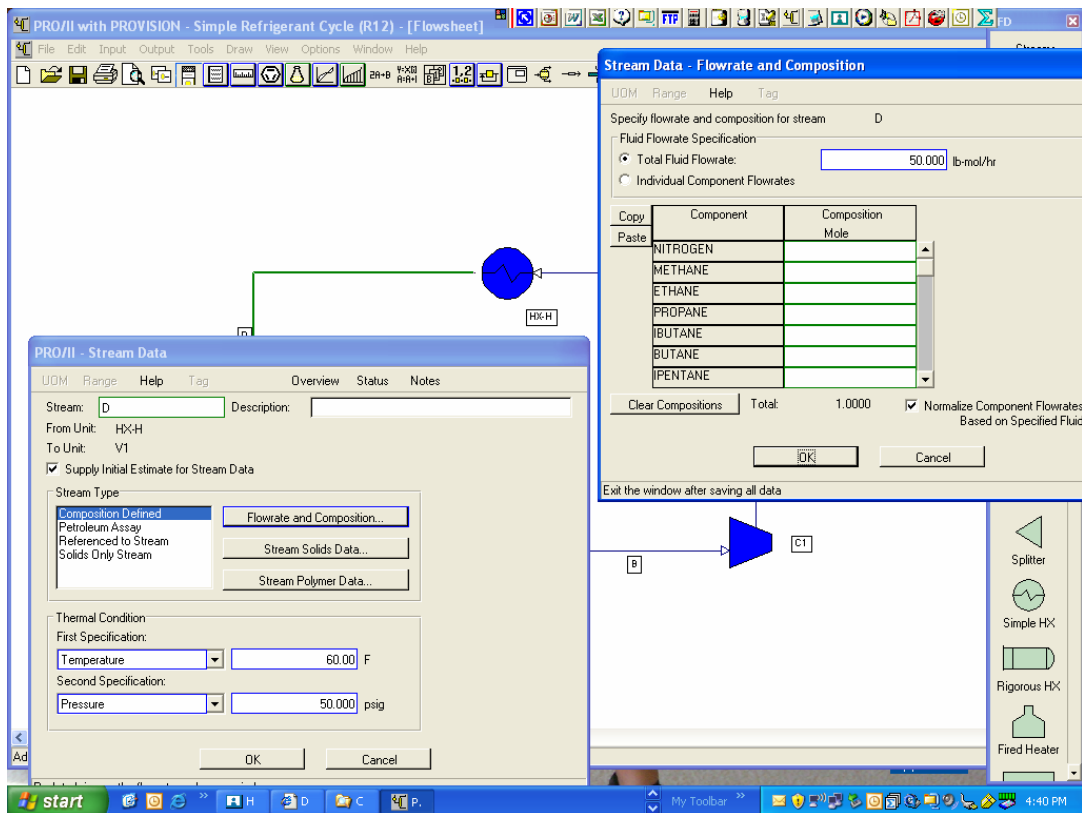 PRO/II with PROVISION - Simple Refrigerant Cycle (R12) - [Flowsheet]
FTP
FD
File Edit Input Output Tools Draw View Options Window Help
Stream Data - Flowrate and Composition
UOM Range Help Tag
Specify flowrate and composition for stream D
Fluid Flowrate Specification
Total Fluid Flowrate: 50.000 lb-mol/hr
Individual Component Flowrates
Copy
Paste
Component Composition
Mole
NITROGEN
METHANE
ETHANE
PROPANE
IBUTANE
BUTANE
IPENTANE
Clear Compositions Total: 1.0000 Normalize Component Flowrates
Based on Specified Fluid
OK Cancel
Exit the window after saving all data
HX-H
PRO/II - Stream Data
UOM Range Help Tag Overview Status Notes
Stream: D Description:
From Unit: HX-H
To Unit: V1
Supply Initial Estimate for Stream Data
Stream Type
Composition Defined
Petroleum Assay
Referenced to Stream
Solids Only Stream
Flowrate and Composition...
Stream Solids Data...
Stream Polymer Data...
Thermal Condition
First Specification:
Temperature 60.00 F
Second Specification:
Pressure 50.000 psig
OK Cancel
B
C1
Splitter
Simple HX
Rigorous HX
Fired Heater
Ad
start H D C P. My Toolbar 4:40 PM